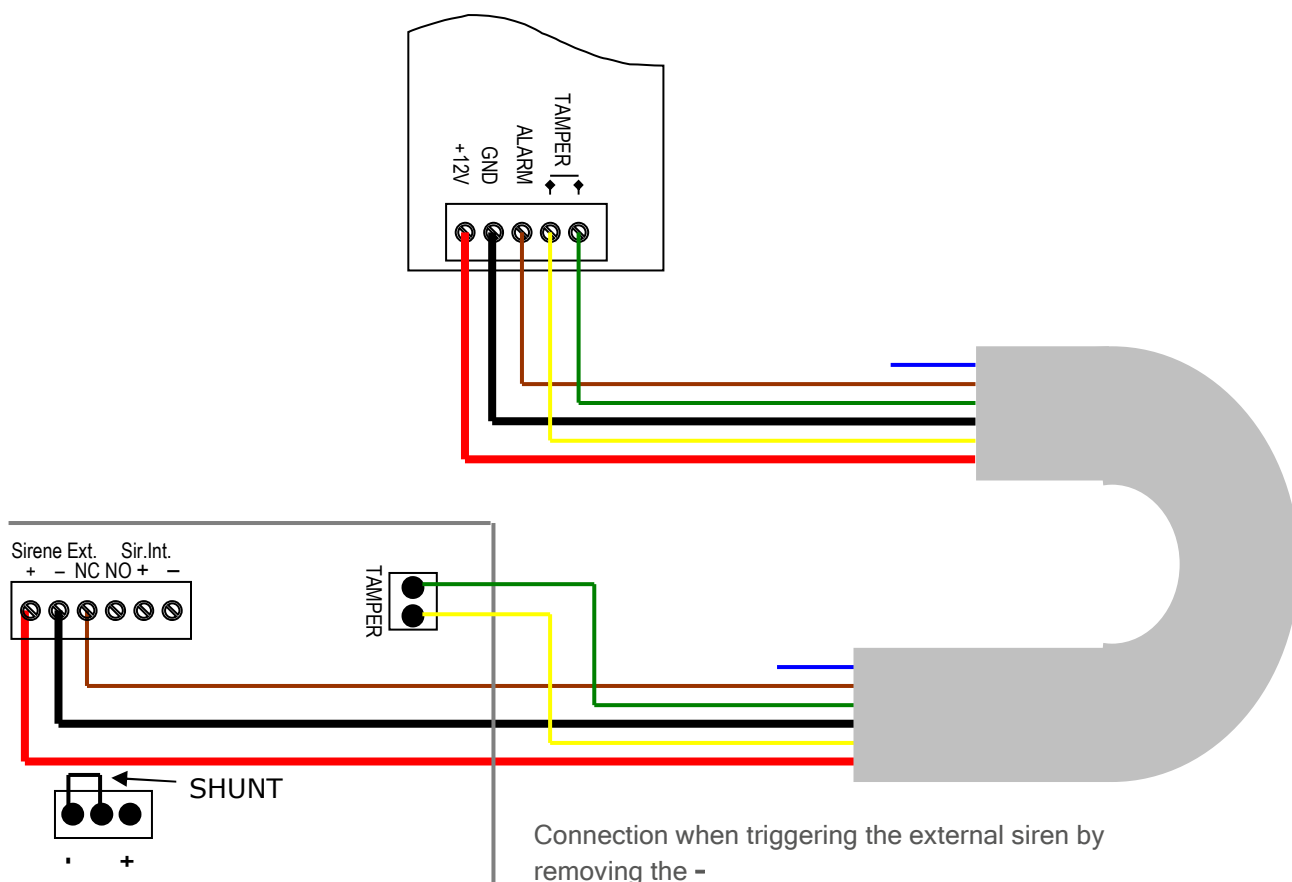 +12V
GND
ALARM
TAMPER
Sirene Ext. Sir.Int.
+ – NC NO + –
TAMPER
SHUNT
- +
Connection when triggering the external siren by
removing the -